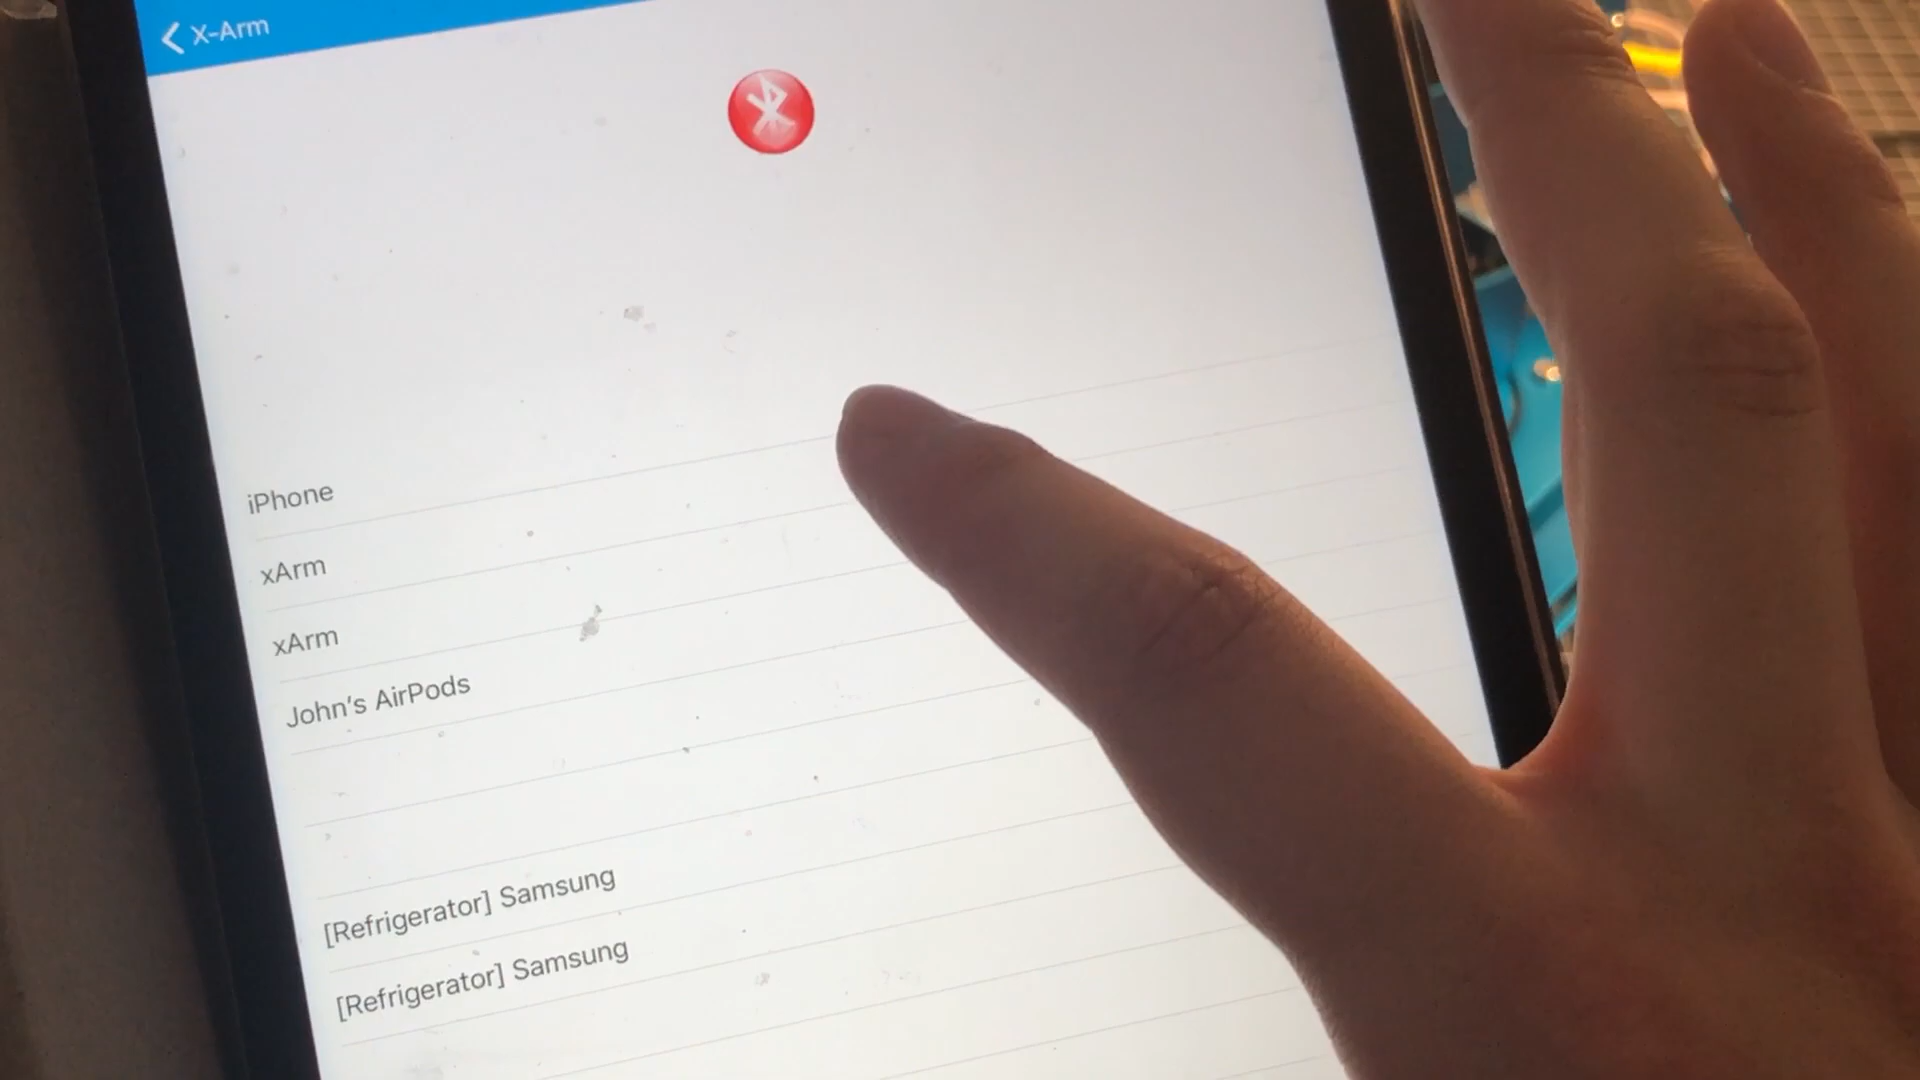 X-Arm
iPhone
xArm
xArm
John's AirPods
[Refrigerator] Samsung
[Refrigerator] Samsung